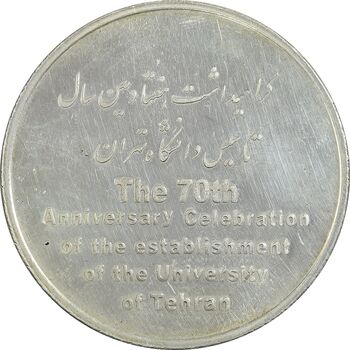 گرامیداشت هفتادمین سال
تاسیس دانشگاه تهران
The 70th
Anniversary Celebration
of the establishment
of the University
of Tehran